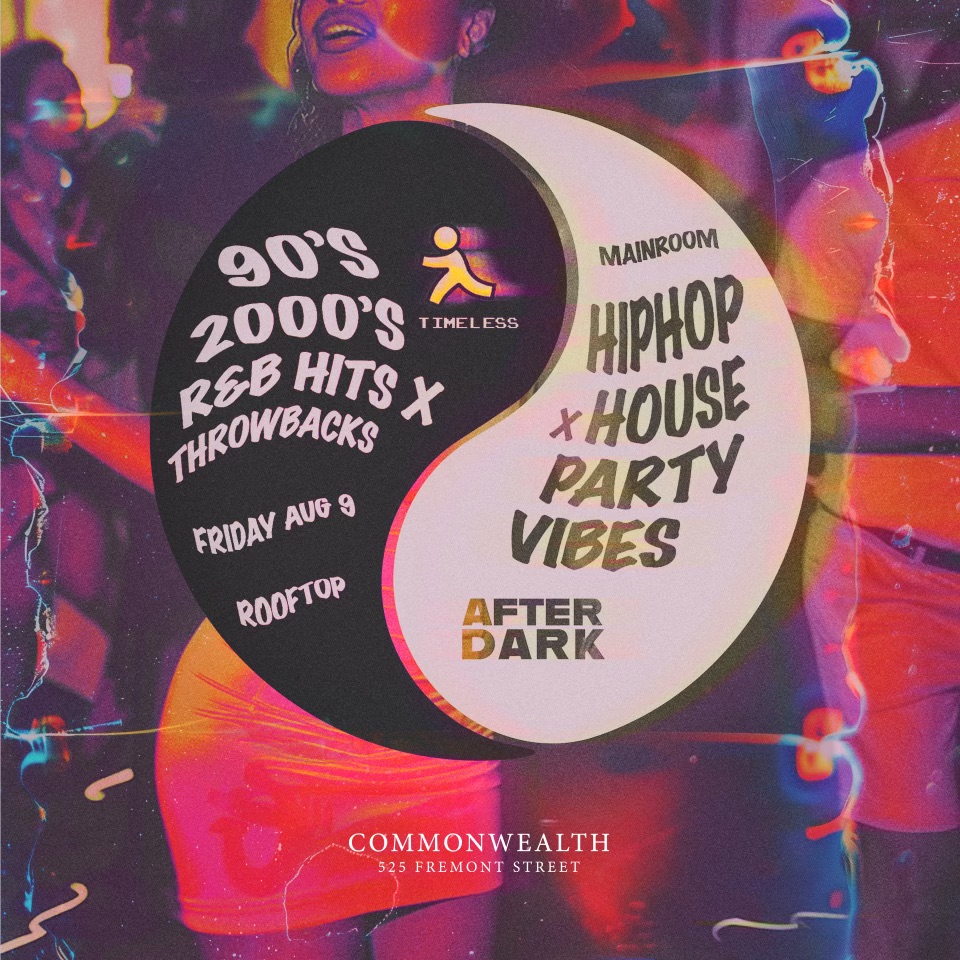 90'S
2000'S
R&B HITS X
THROWBACKS
TIMELESS
FRIDAY AUG 9
ROOFTOP
MAINROOM
HIPHOP
X HOUSE
PARTY
VIBES
AFTER
DARK
COMMONWEALTH
525 FREMONT STREET